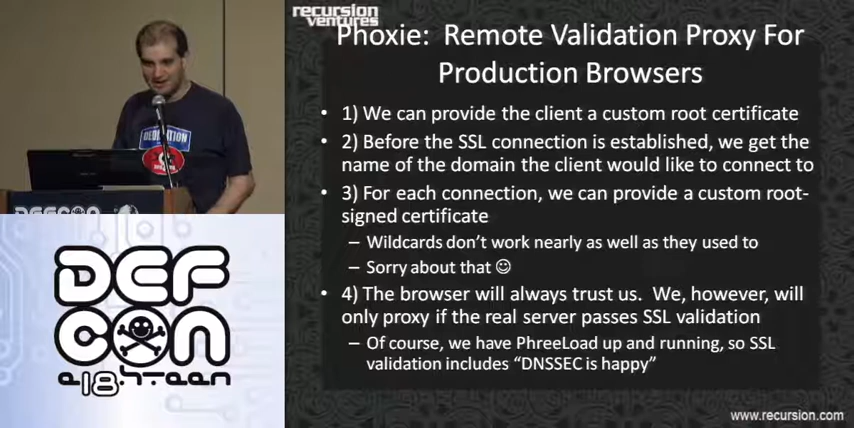 recursion
ventures
Phoxie: Remote Validation Proxy For
Production Browsers
• 1) We can provide the client a custom root certificate
• 2) Before the SSL connection is established, we get the
name of the domain the client would like to connect to
• 3) For each connection, we can provide a custom root-
signed certificate
– Wildcards don't work nearly as well as they used to
– Sorry about that ☺
• 4) The browser will always trust us. We, however, will
only proxy if the real server passes SSL validation
– Of course, we have PhreeLoad up and running, so SSL
validation includes "DNSSEC is happy"
www.recursion.com
DEFCON
DEF
CON
e18.hteen